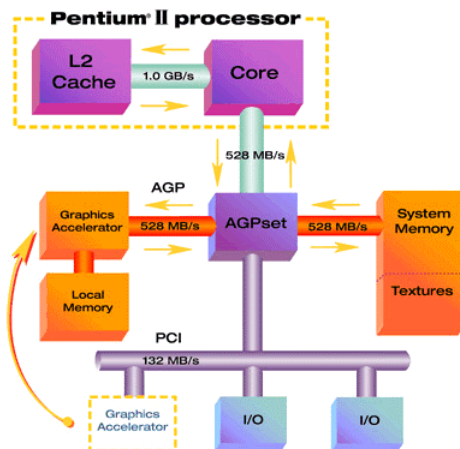 Pentium® II processor
L2
Cache
1.0 GB/s
Core
528 MB/s
AGP
Graphics
Accelerator
528 MB/s
AGPset
528 MB/s
System
Memory
Textures
Local
Memory
PCI
132 MB/s
Graphics
Accelerator
I/O
I/O